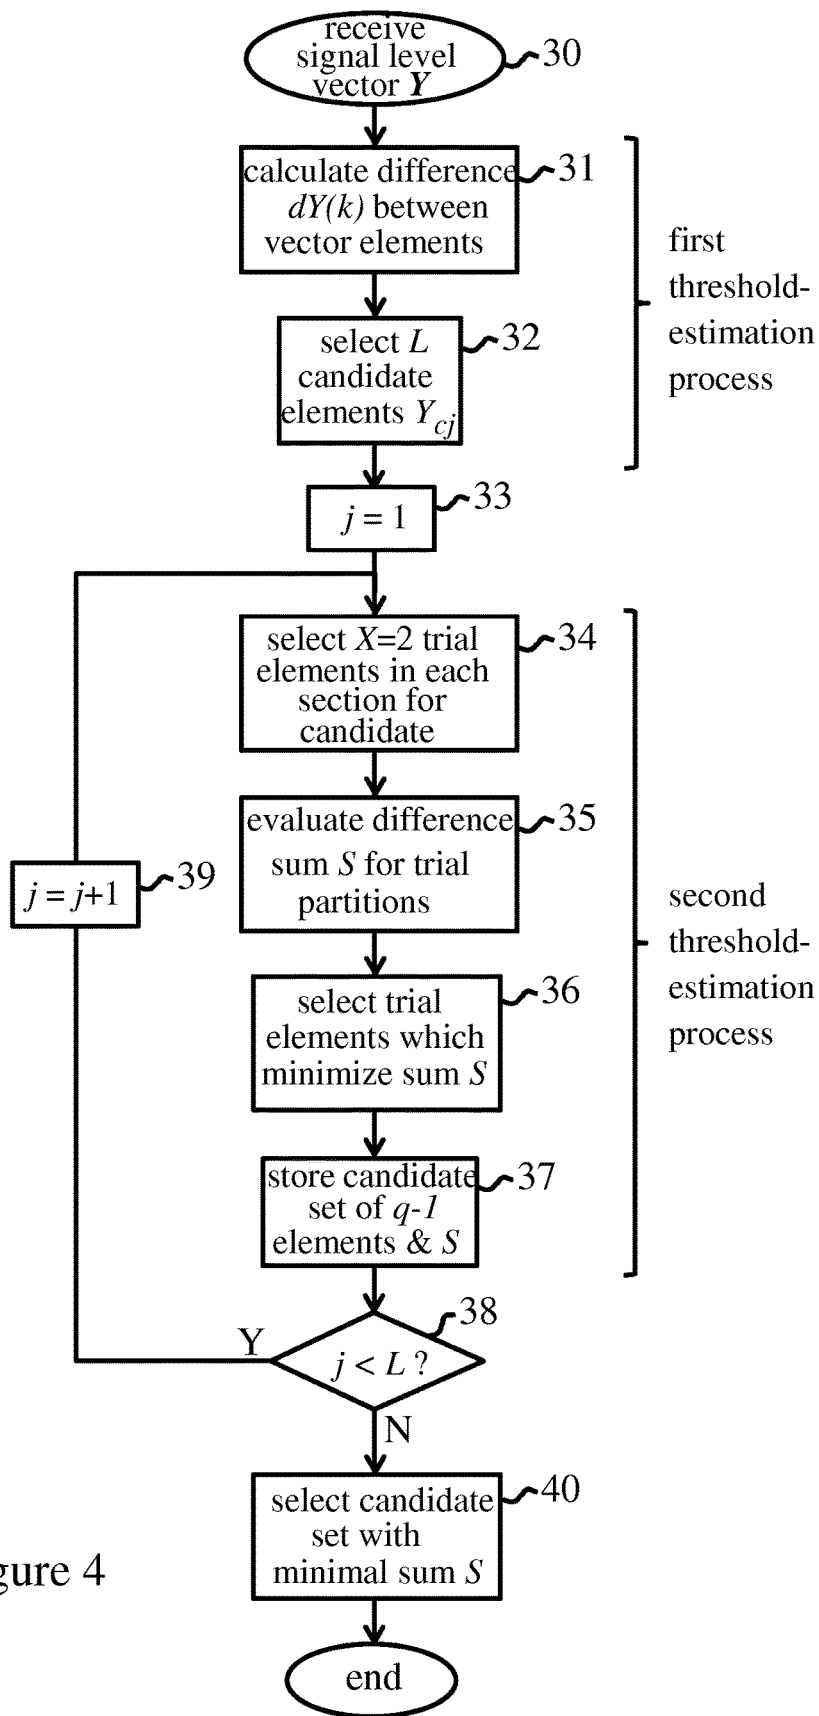 receive
signal level
vector Y
30
calculate difference
dY(k) between
vector elements
31
first
threshold-
estimation
process
select L
candidate
elements Ycj
32
j = 1
33
select X=2 trial
elements in each
section for
candidate
34
evaluate difference
sum S for trial
partitions
35
j = j+1
39
second
threshold-
estimation
process
select trial
elements which
minimize sum S
36
store candidate
set of q-1
elements & S
37
Y
j < L ?
38
N
select candidate
set with
minimal sum S
40
gure 4
end